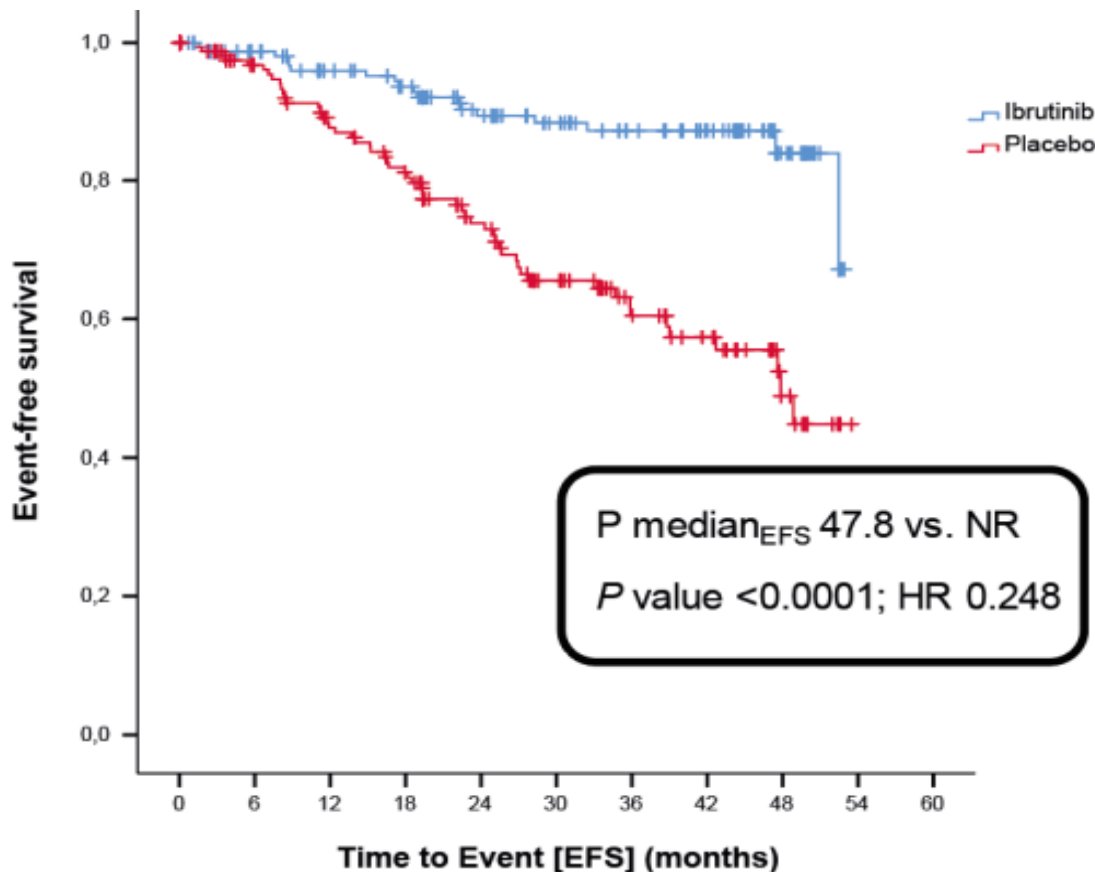 1,0
0,8
0,6
0,4
0,2
0,0
Event-free survival
Ibrutinib
Placebo
P median EFS 47.8 vs. NR
P value <0.0001; HR 0.248
0 6 12 18 24 30 36 42 48 54 60
Time to Event [EFS] (months)